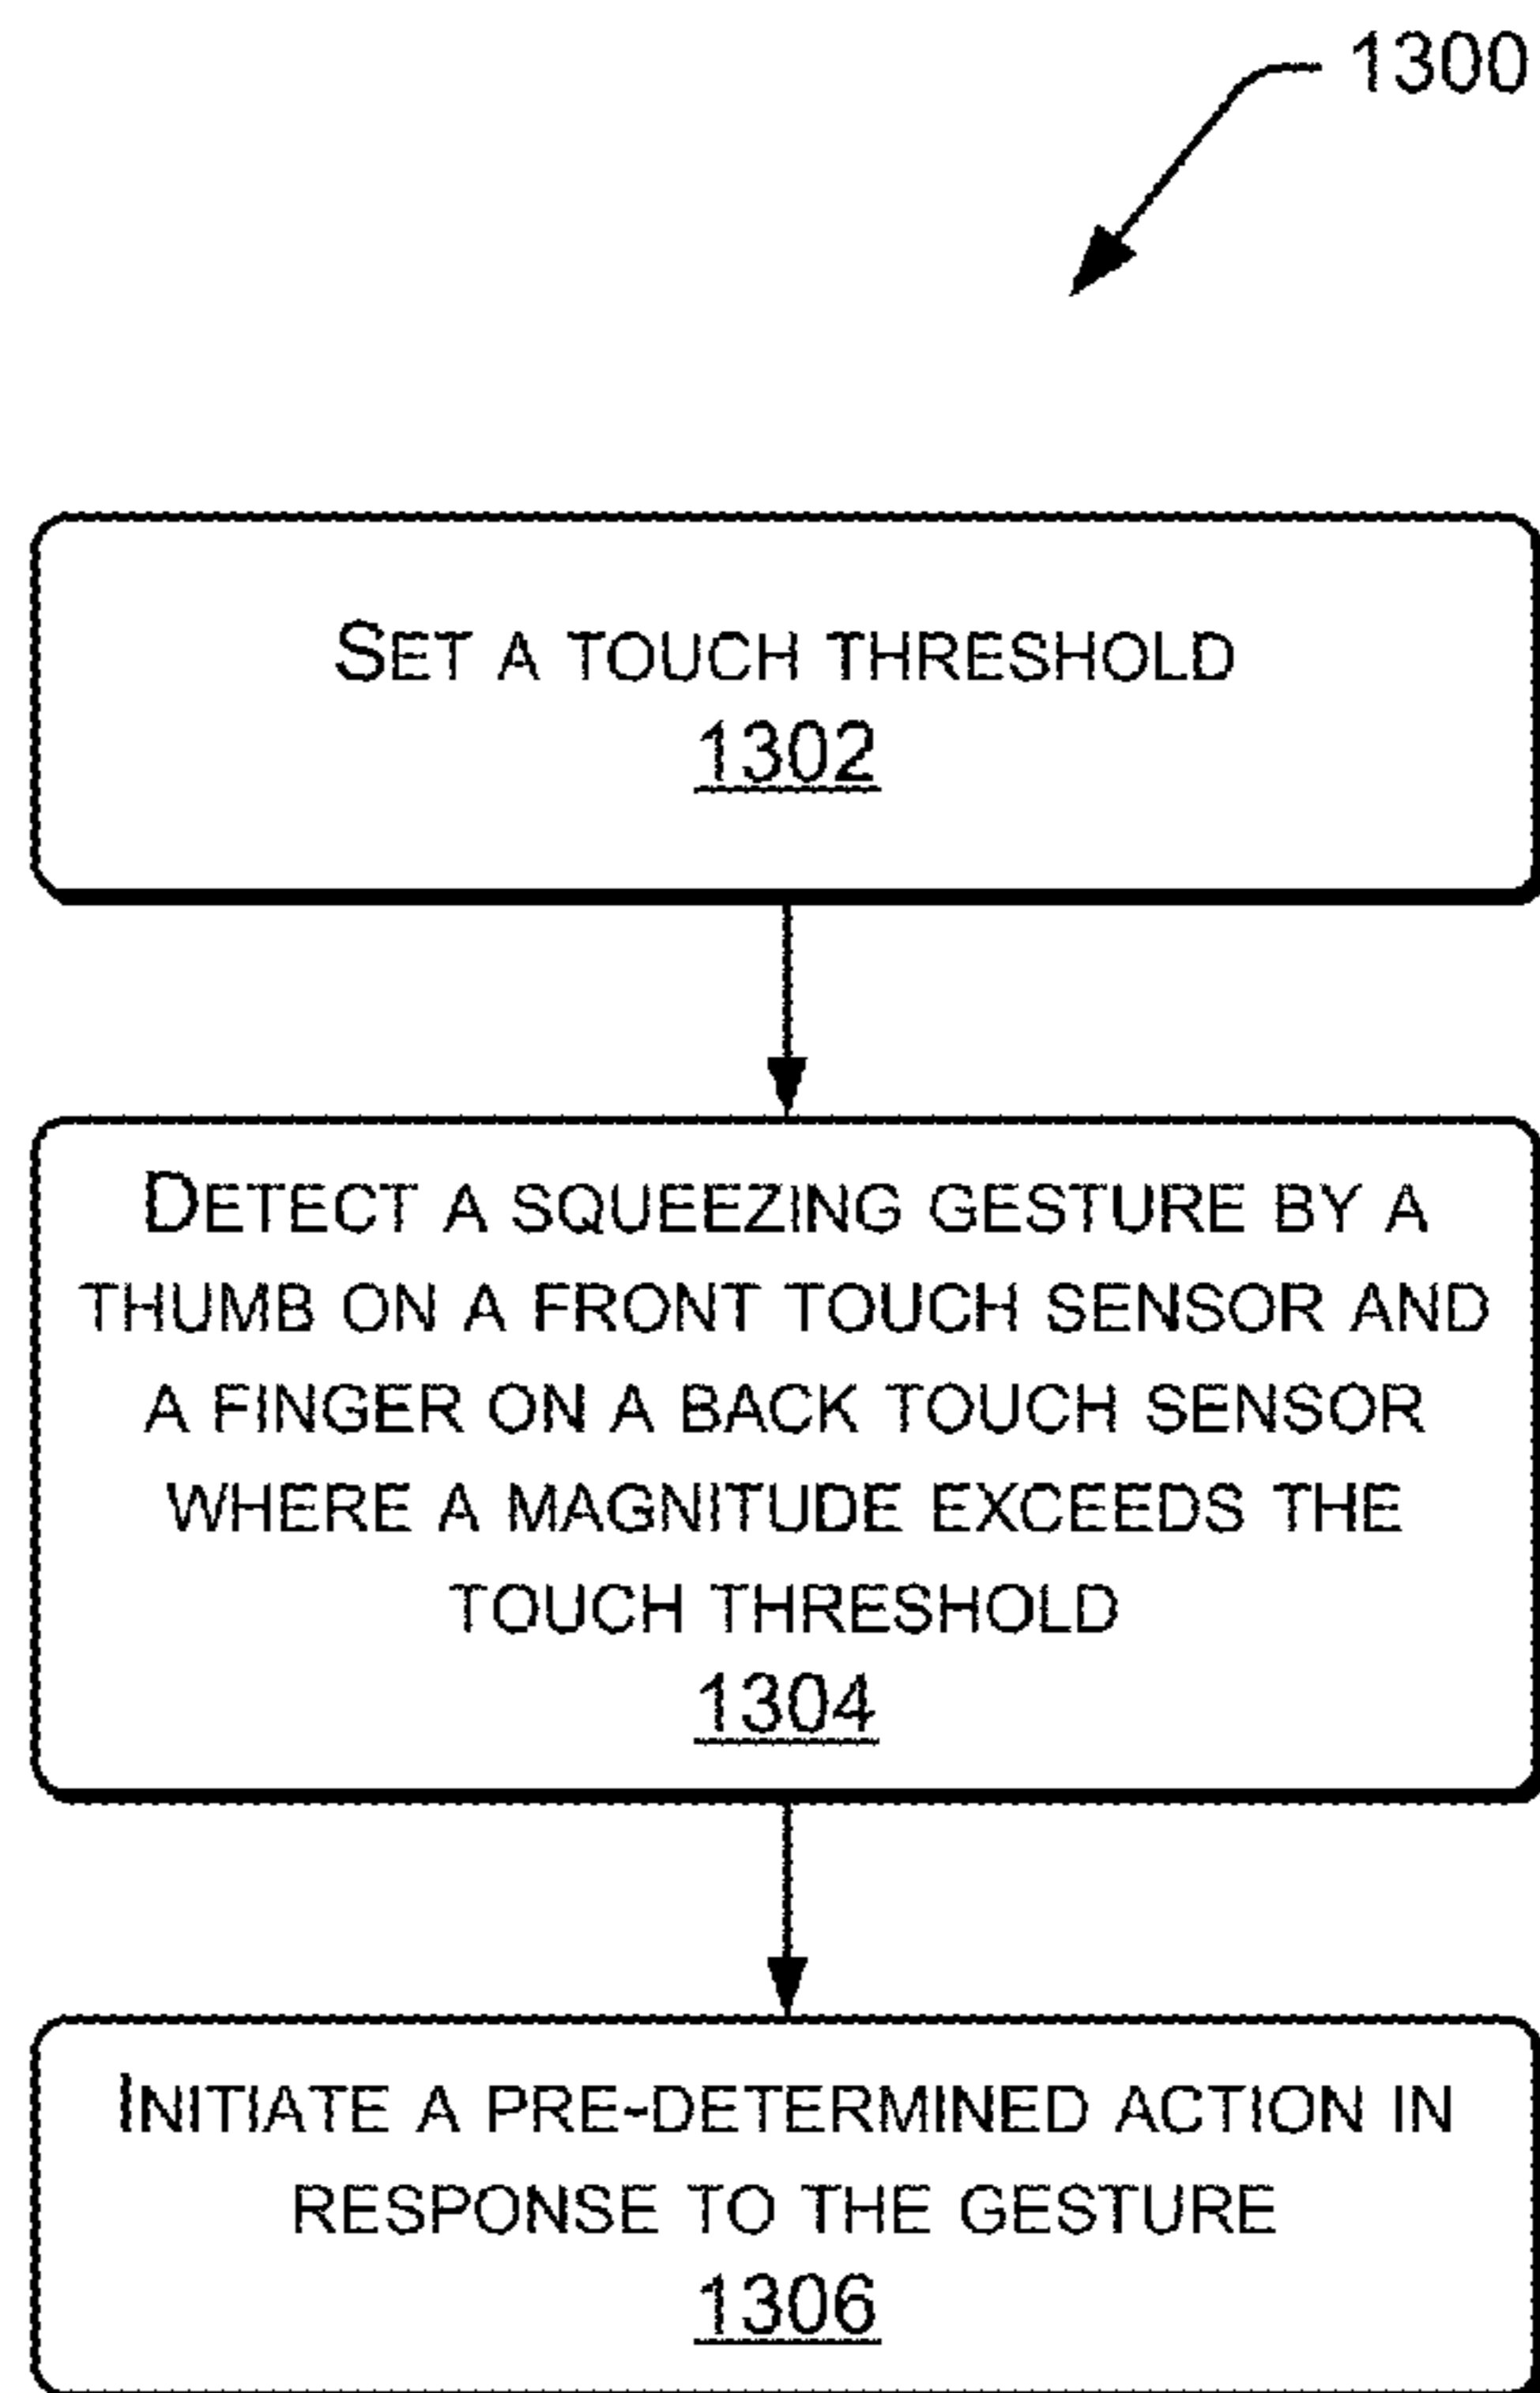 1300
SET A TOUCH THRESHOLD
1302
DETECT A SQUEEZING GESTURE BY A
THUMB ON A FRONT TOUCH SENSOR AND
A FINGER ON A BACK TOUCH SENSOR
WHERE A MAGNITUDE EXCEEDS THE
TOUCH THRESHOLD
1304
INITIATE A PRE-DETERMINED ACTION IN
RESPONSE TO THE GESTURE
1306